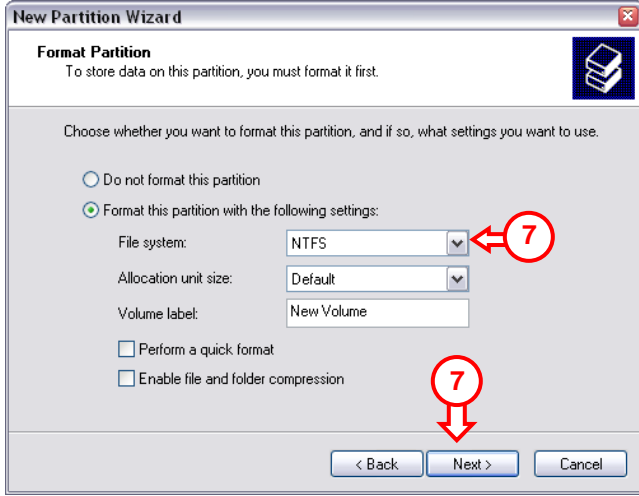 New Partition Wizard
Format Partition
To store data on this partition, you must format it first.
Choose whether you want to format this partition, and if so, what settings you want to use.
Do not format this partition
Format this partition with the following settings:
File system: NTFS 7
Allocation unit size: Default
Volume label: New Volume
Perform a quick format
Enable file and folder compression
7
< Back Next > Cancel